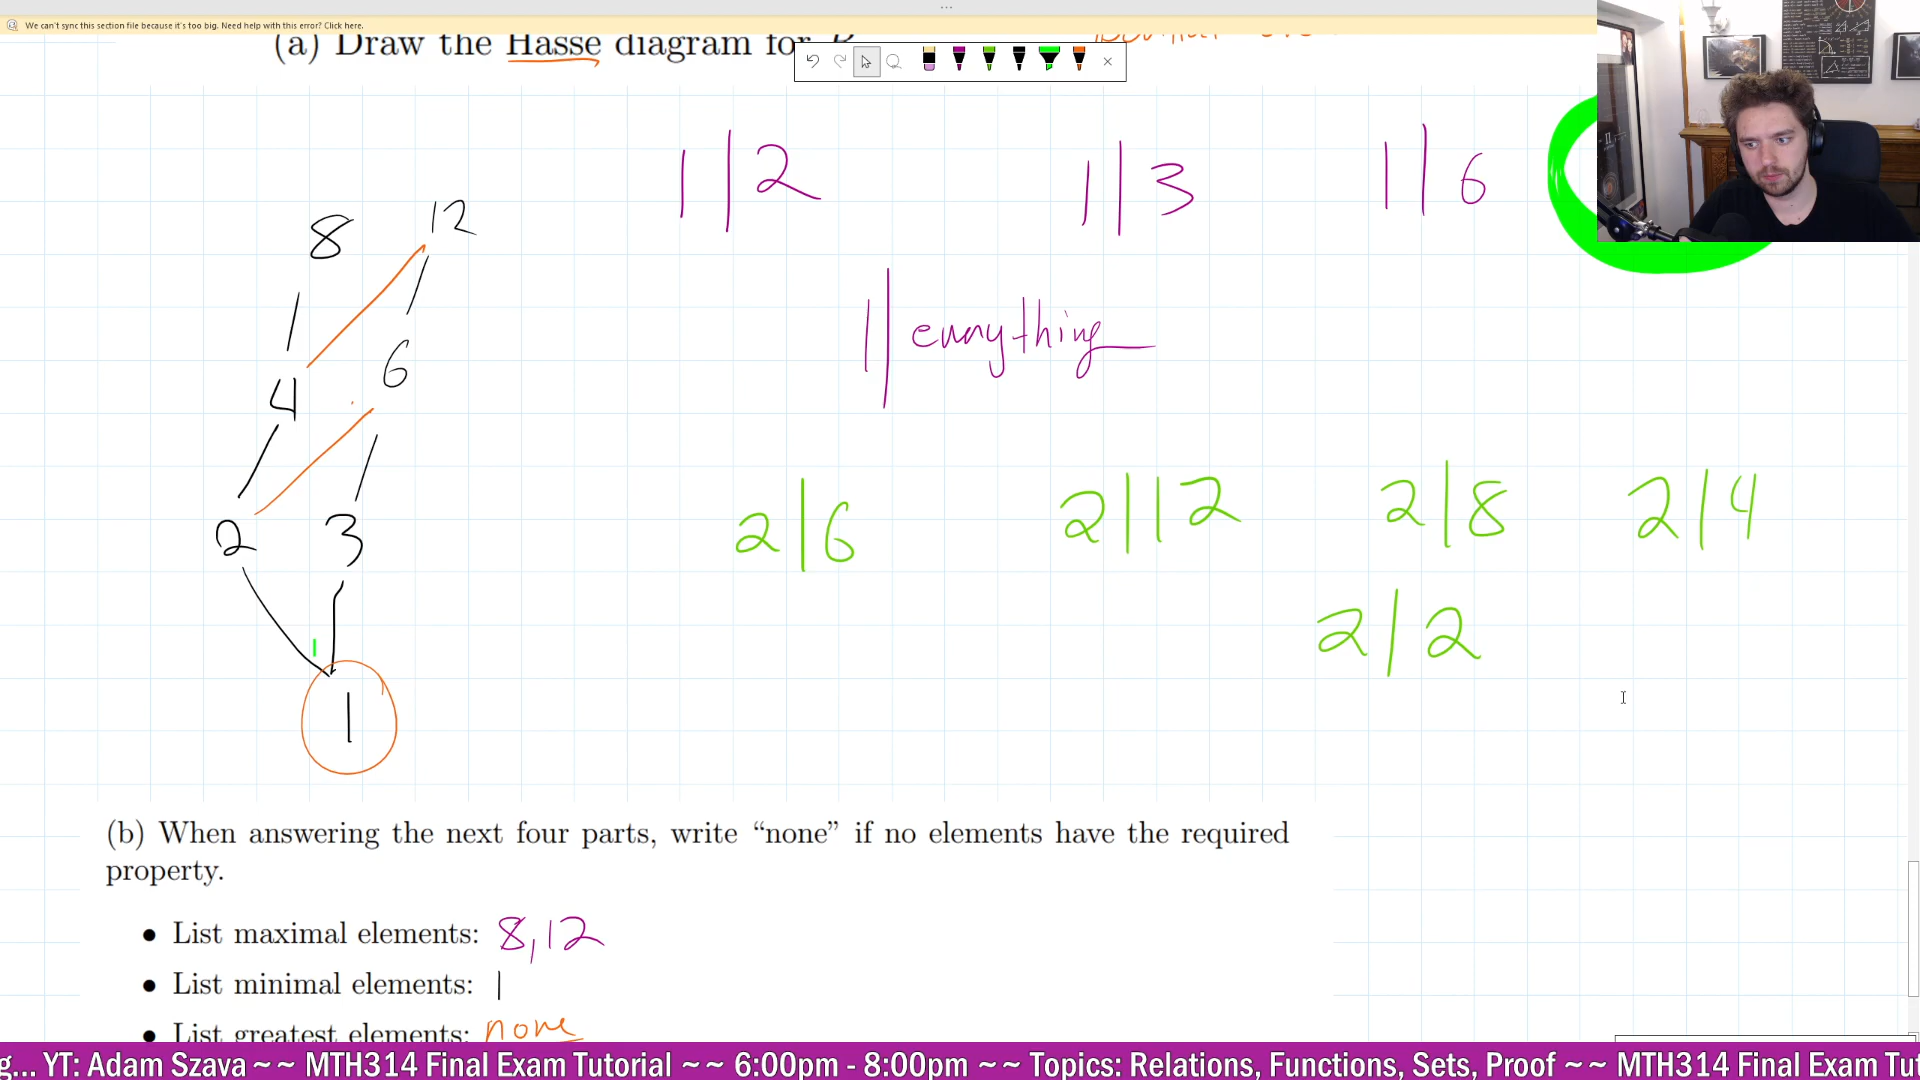 We can't sync this section file because it's too big. Need help with this error? Click here.
(a) Draw the Hasse diagram for
1 | 2
1 | 3
1 | 6
8
12
1 | everything
4
6
2 | 6
2 | 12
2 | 8
2 | 4
2
3
2 | 2
1
(b) When answering the next four parts, write “none” if no elements have the required
property.
• List maximal elements: 8, 12
• List minimal elements: 1
• List greatest elements: none
g... YT: Adam Szava ~~ MTH314 Final Exam Tutorial ~~ 6:00pm - 8:00pm ~~ Topics: Relations, Functions, Sets, Proof ~~ MTH314 Final Exam Tut